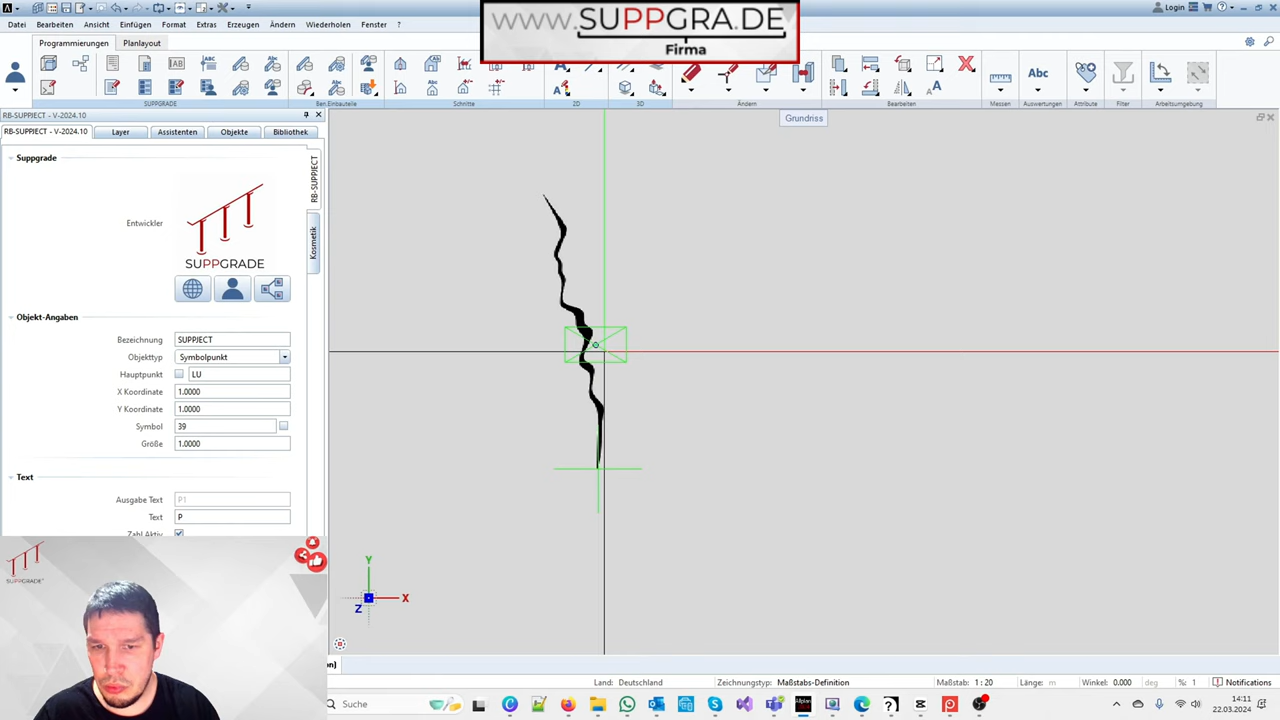 www.SUPPGRA.DE
Firma
Login
Datei Bearbeiten Ansicht Einfügen Format Extras Erzeugen Ändern Wiederholen Fenster ?
Programmierungen Planlayout
Abc
SUPPGRADE Ben.Einbauteile Schnitte 2D 3D Ändern Bearbeiten Messen Auswertungen Attribute Filter Arbeitsumgebung
RB-SUPPJECT - V-2024.10
RB-SUPPJECT - V-2024.10 Layer Assistenten Objekte Bibliothek
Grundriss
RB-SUPPJECT
Kosmetik
Suppgrade
Entwickler
SUPPGRADE
Objekt-Angaben
Bezeichnung SUPPJECT
Objekttyp Symbolpunkt
Hauptpunkt LU
X Koordinate 1.0000
Y Koordinate 1.0000
Symbol 39
Größe 1.0000
Text
Ausgabe Text P1
Text P
Zahl Aktiv
SUPPGRADE
Y
X
Z
on)
Land: Deutschland Zeichnungstyp: Maßstabs-Definition Maßstab: 1 : 20 Länge: m Winkel: 0.000 deg % 1 Notifications
Suche
14:11
22.03.2024